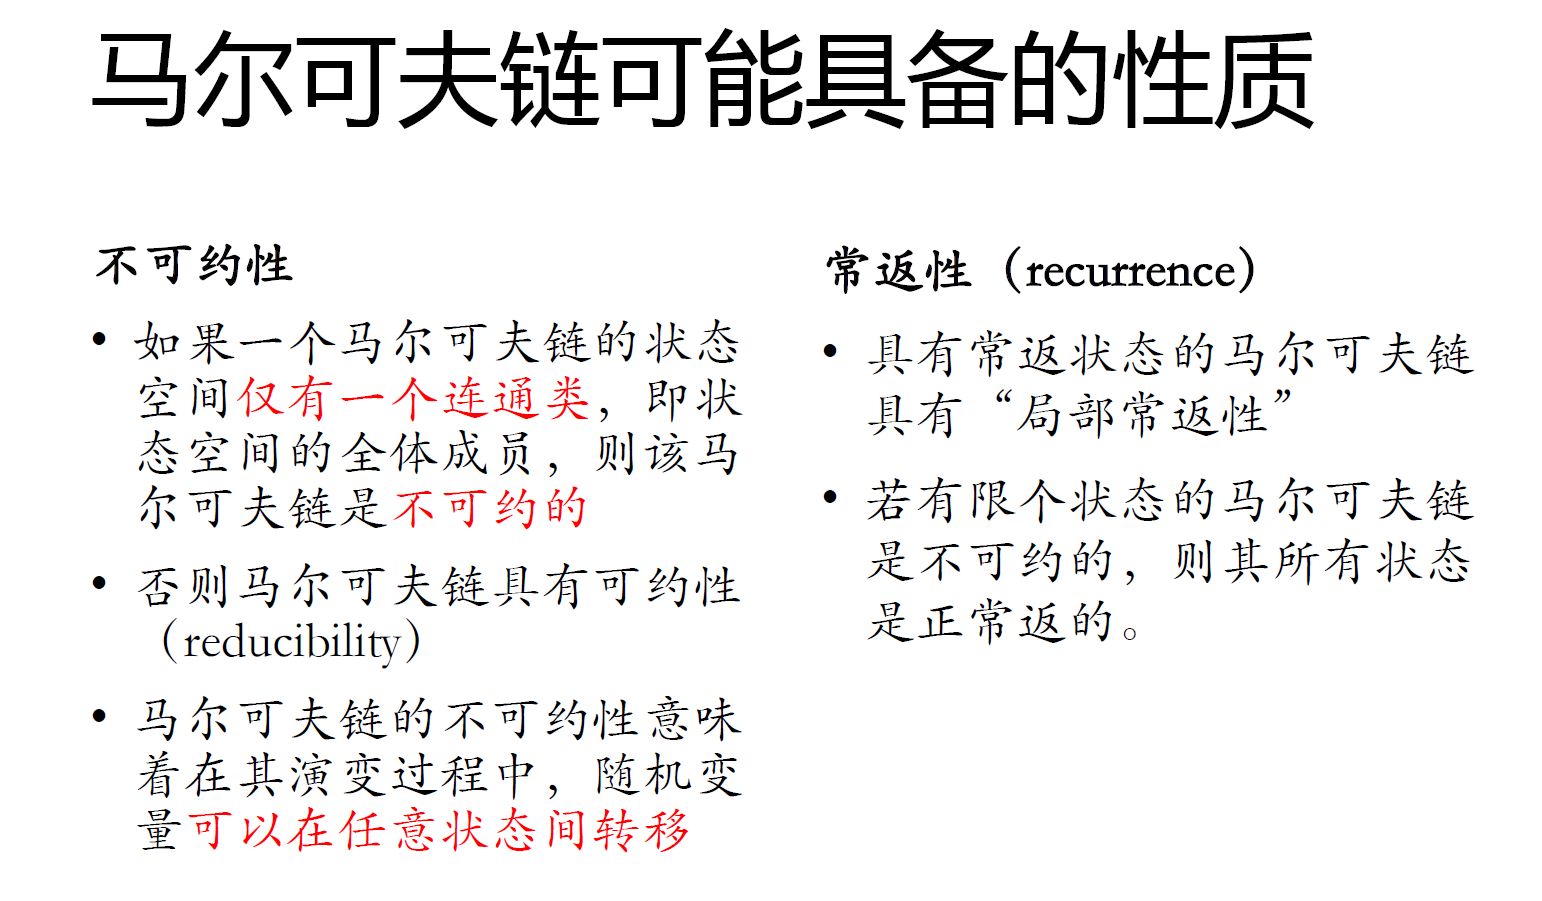 马尔可夫链可能具备的性质
不可约性
• 如果一个马尔可夫链的状态
空间仅有一个连通类，即状
态空间的全体成员，则该马
尔可夫链是不可约的
• 否则马尔可夫链具有可约性
（reducibility）
• 马尔可夫链的不可约性意味
着在其演变过程中，随机变
量可以在任意状态间转移
常返性（recurrence）
• 具有常返状态的马尔可夫链
具有“局部常返性”
• 若有限个状态的马尔可夫链
是不可约的，则其所有状态
是正常返的。